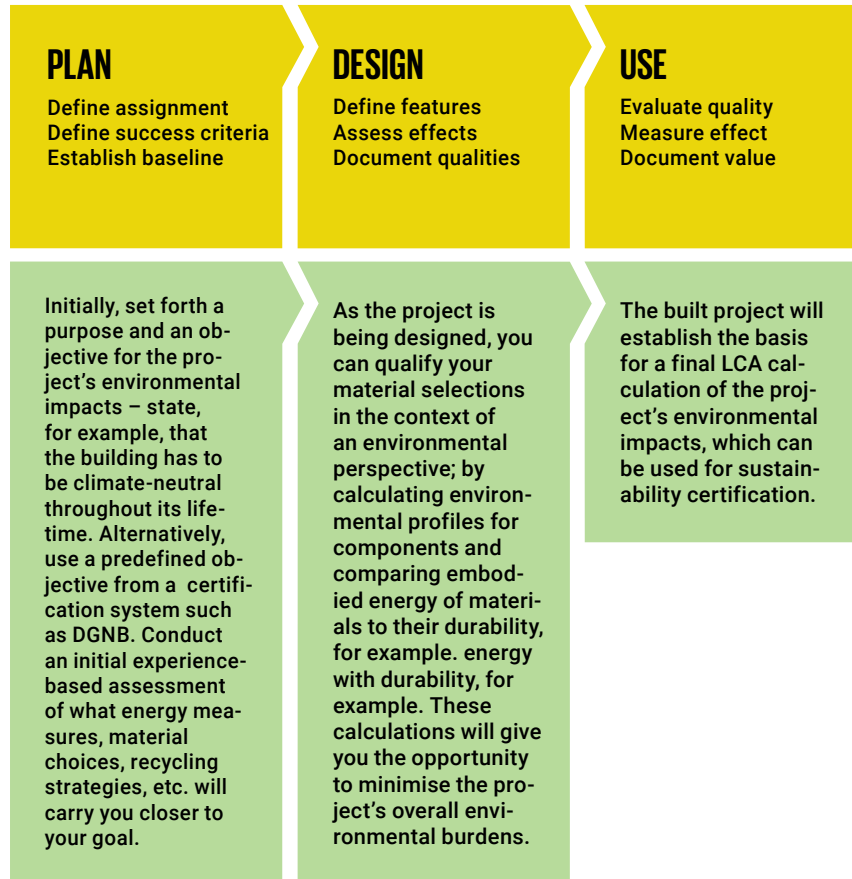 PLAN
Define assignment
Define success criteria
Establish baseline
DESIGN
Define features
Assess effects
Document qualities
USE
Evaluate quality
Measure effect
Document value
Initially, set forth a
purpose and an ob-
jective for the pro-
ject's environmental
impacts – state,
for example, that
the building has to
be climate-neutral
throughout its life-
time. Alternatively,
use a predefined ob-
jective from a certifi-
cation system such
as DGNB. Conduct
an initial experience-
based assessment
of what energy mea-
sures, material
choices, recycling
strategies, etc. will
carry you closer to
your goal.
As the project is
being designed, you
can qualify your
material selections
in the context of
an environmental
perspective; by
calculating environ-
mental profiles for
components and
comparing embod-
ied energy of materi-
als to their durability,
for example. energy
with durability, for
example. These
calculations will give
you the opportunity
to minimise the pro-
ject's overall envi-
ronmental burdens.
The built project will
establish the basis
for a final LCA cal-
culation of the proj-
ect's environmental
impacts, which can
be used for sustain-
ability certification.